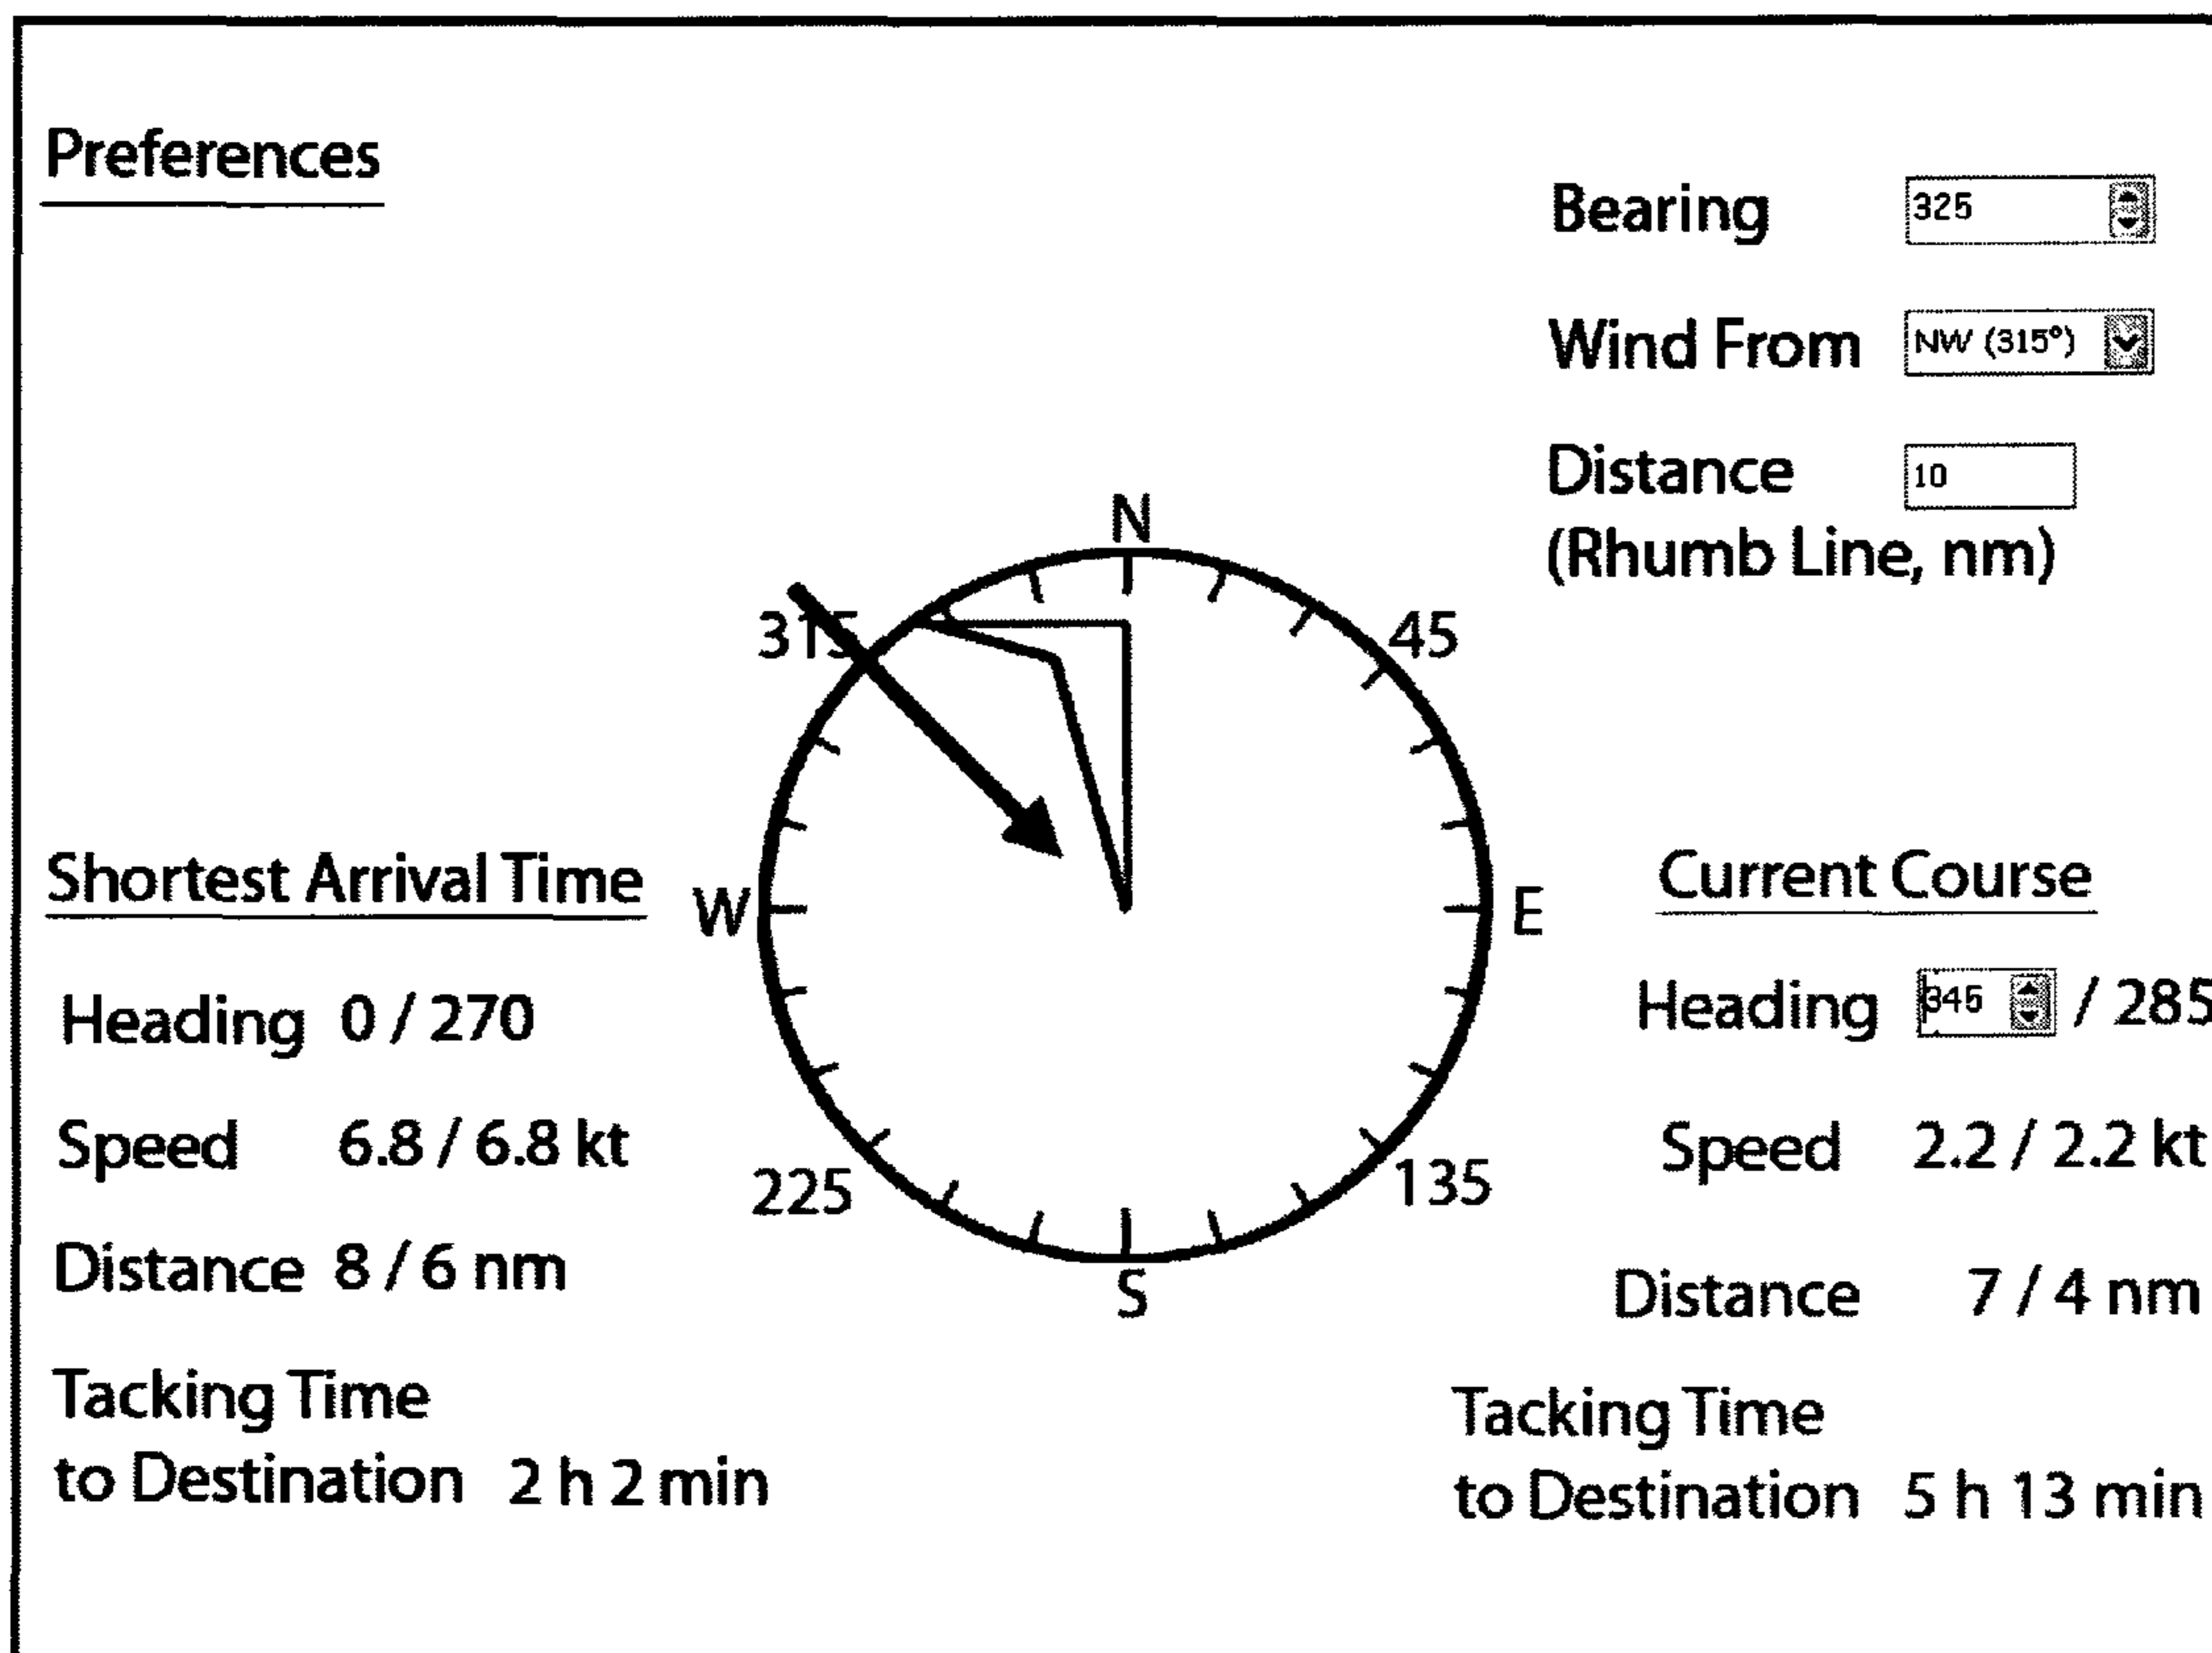 Preferences
Bearing 325
Wind From NW (315°)
Distance 10
(Rhumb Line, nm)
N
315
45
W
E
225
135
S
Shortest Arrival Time
Heading 0 / 270
Speed 6.8 / 6.8 kt
Distance 8 / 6 nm
Tacking Time
to Destination 2 h 2 min
Current Course
Heading 345 / 285
Speed 2.2 / 2.2 kt
Distance 7 / 4 nm
Tacking Time
to Destination 5 h 13 min